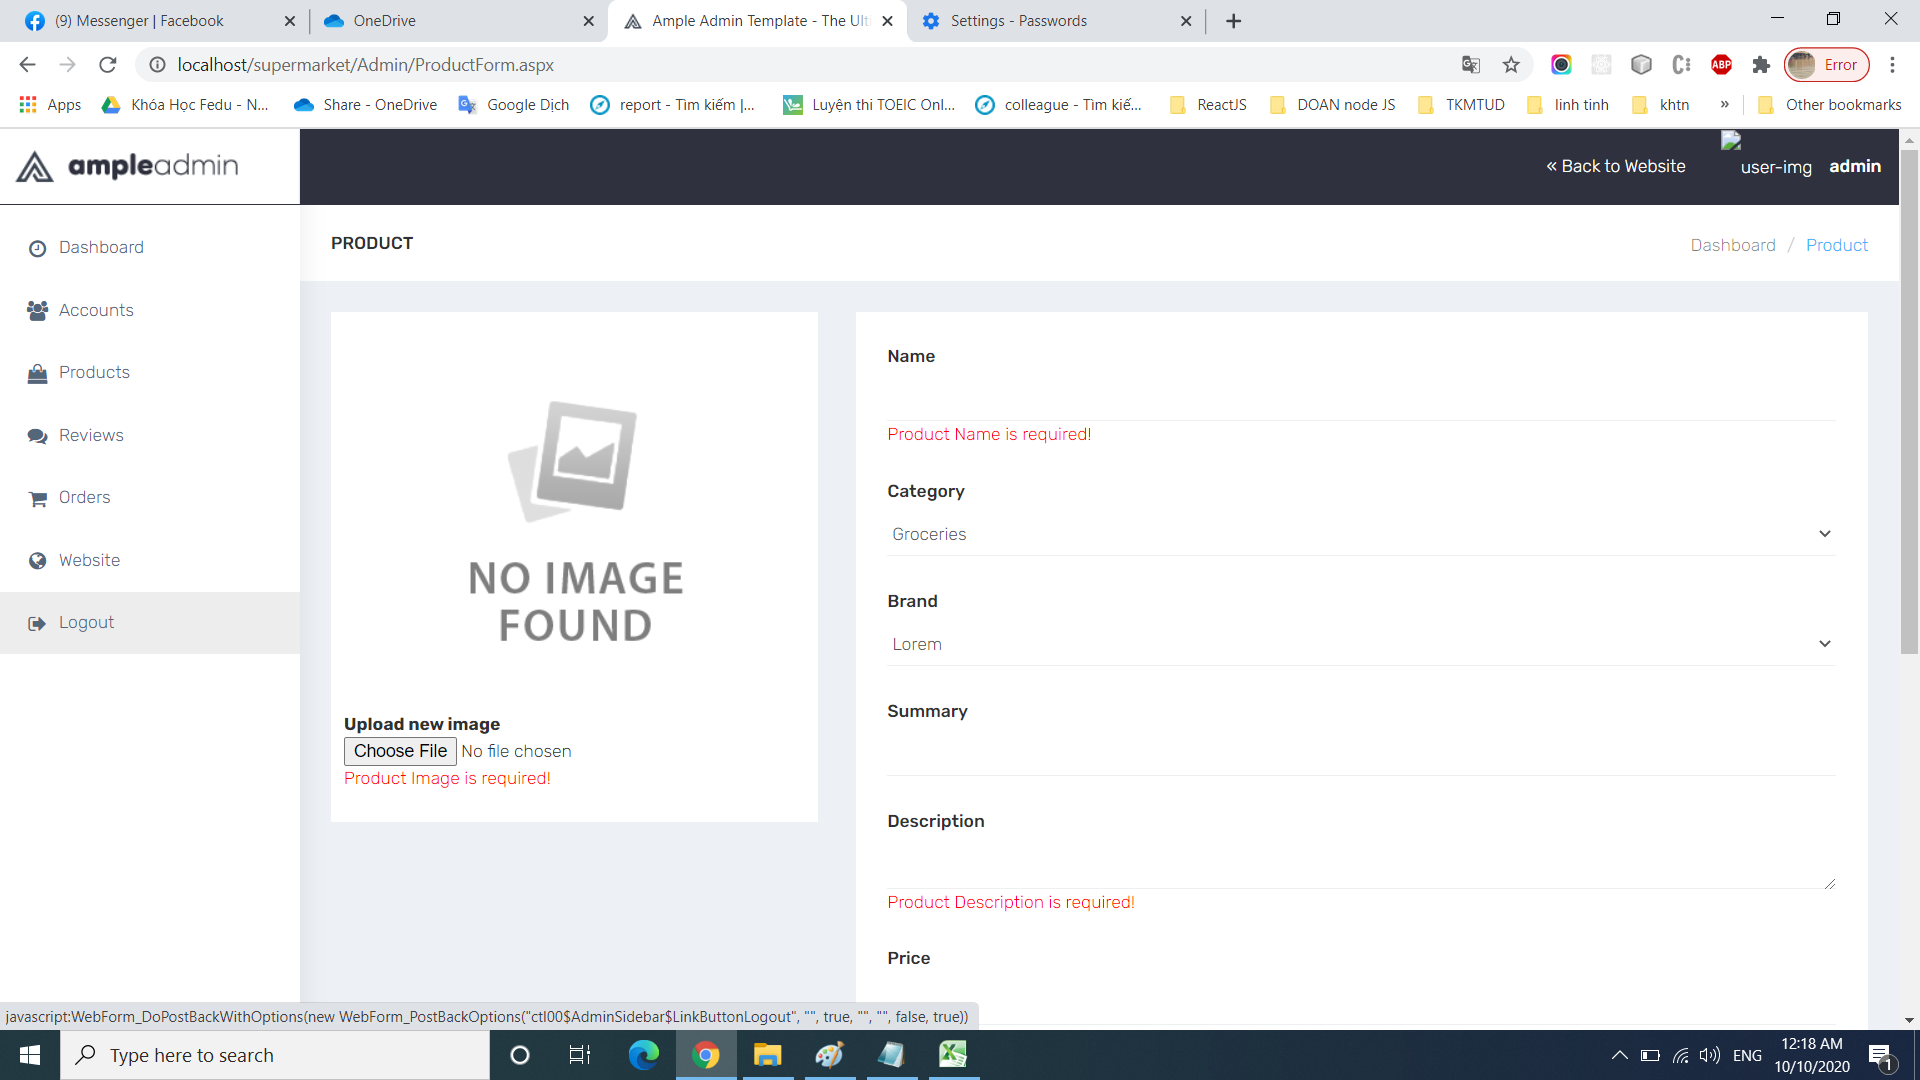 (9) Messenger | Facebook
OneDrive
Ample Admin Template - The Ulti
Settings - Passwords
localhost/supermarket/Admin/ProductForm.aspx
ABP
Error
Apps
Khóa Học Fedu - N...
Share - OneDrive
Google Dịch
report - Tìm kiếm |...
Luyện thi TOEIC Onl...
colleague - Tìm kiế...
ReactJS
DOAN node JS
TKMTUD
linh tinh
khtn
»
Other bookmarks
ampleadmin
« Back to Website
user-img
admin
Dashboard
Accounts
Products
Reviews
Orders
Website
Logout
PRODUCT
Dashboard / Product
NO IMAGE
FOUND
Upload new image
Choose File No file chosen
Product Image is required!
Name
Product Name is required!
Category
Groceries
Brand
Lorem
Summary
Description
Product Description is required!
Price
javascript:WebForm_DoPostBackWithOptions(new WebForm_PostBackOptions("ctl00$AdminSidebar$LinkButtonLogout", "", true, "", "", false, true))
Type here to search
ENG
12:18 AM
10/10/2020
1